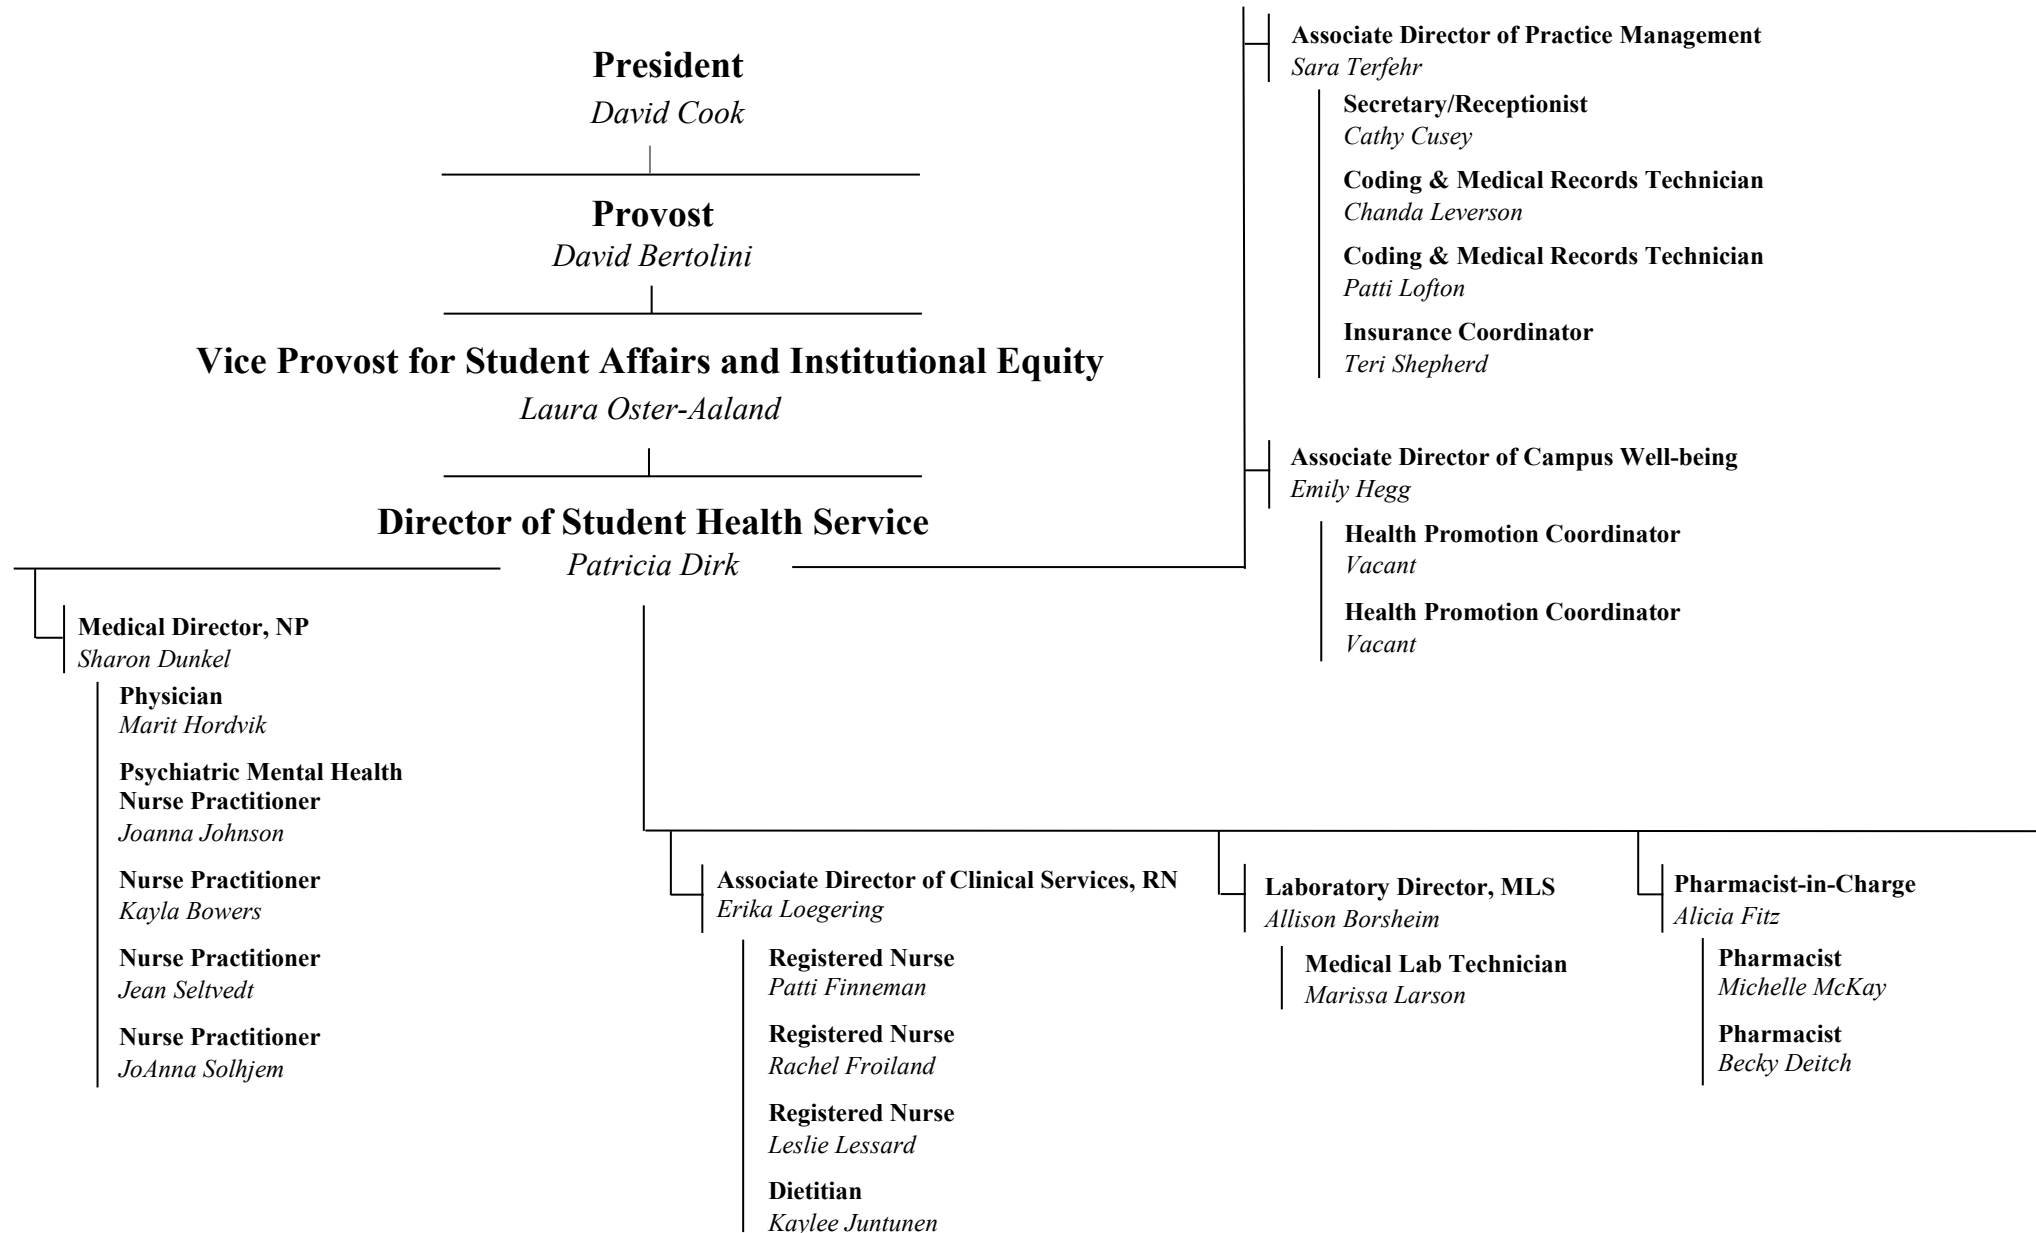 President
David Cook
Provost
David Bertolini
Vice Provost for Student Affairs and Institutional Equity
Laura Oster-Aaland
Director of Student Health Service
Patricia Dirk
Associate Director of Practice Management
Sara Terfehr
Secretary/Receptionist
Cathy Cusey
Coding & Medical Records Technician
Chanda Leverson
Coding & Medical Records Technician
Patti Lofton
Insurance Coordinator
Teri Shepherd
Associate Director of Campus Well-being
Emily Hegg
Health Promotion Coordinator
Vacant
Health Promotion Coordinator
Vacant
Medical Director, NP
Sharon Dunkel
Physician
Marit Hordvik
Psychiatric Mental Health
Nurse Practitioner
Joanna Johnson
Nurse Practitioner
Kayla Bowers
Nurse Practitioner
Jean Seltvedt
Nurse Practitioner
JoAnna Solhjem
Associate Director of Clinical Services, RN
Erika Loegering
Registered Nurse
Patti Finneman
Registered Nurse
Rachel Froiland
Registered Nurse
Leslie Lessard
Dietitian
Kaylee Juntunen
Laboratory Director, MLS
Allison Borsheim
Medical Lab Technician
Marissa Larson
Pharmacist-in-Charge
Alicia Fitz
Pharmacist
Michelle McKay
Pharmacist
Becky Deitch